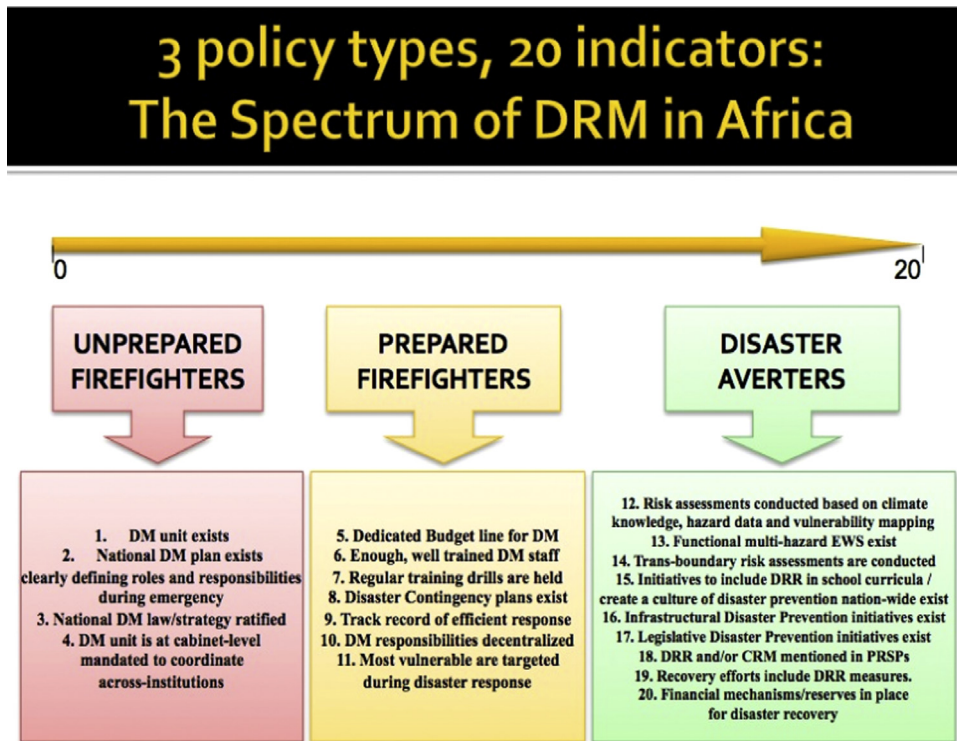 3 policy types, 20 indicators:
The Spectrum of DRM in Africa
0
20
UNPREPARED
FIREFIGHTERS
PREPARED
FIREFIGHTERS
DISASTER
AVERTERS
1. DM unit exists
2. National DM plan exists
clearly defining roles and responsibilities
during emergency
3. National DM law/strategy ratified
4. DM unit is at cabinet-level
mandated to coordinate
across-institutions
5. Dedicated Budget line for DM
6. Enough, well trained DM staff
7. Regular training drills are held
8. Disaster Contingency plans exist
9. Track record of efficient response
10. DM responsibilities decentralized
11. Most vulnerable are targeted
during disaster response
12. Risk assessments conducted based on climate
knowledge, hazard data and vulnerability mapping
13. Functional multi-hazard EWS exist
14. Trans-boundary risk assessments are conducted
15. Initiatives to include DRR in school curricula /
create a culture of disaster prevention nation-wide exist
16. Infrastructural Disaster Prevention initiatives exist
17. Legislative Disaster Prevention initiatives exist
18. DRR and/or CRM mentioned in PRSPs
19. Recovery efforts include DRR measures.
20. Financial mechanisms/reserves in place
for disaster recovery